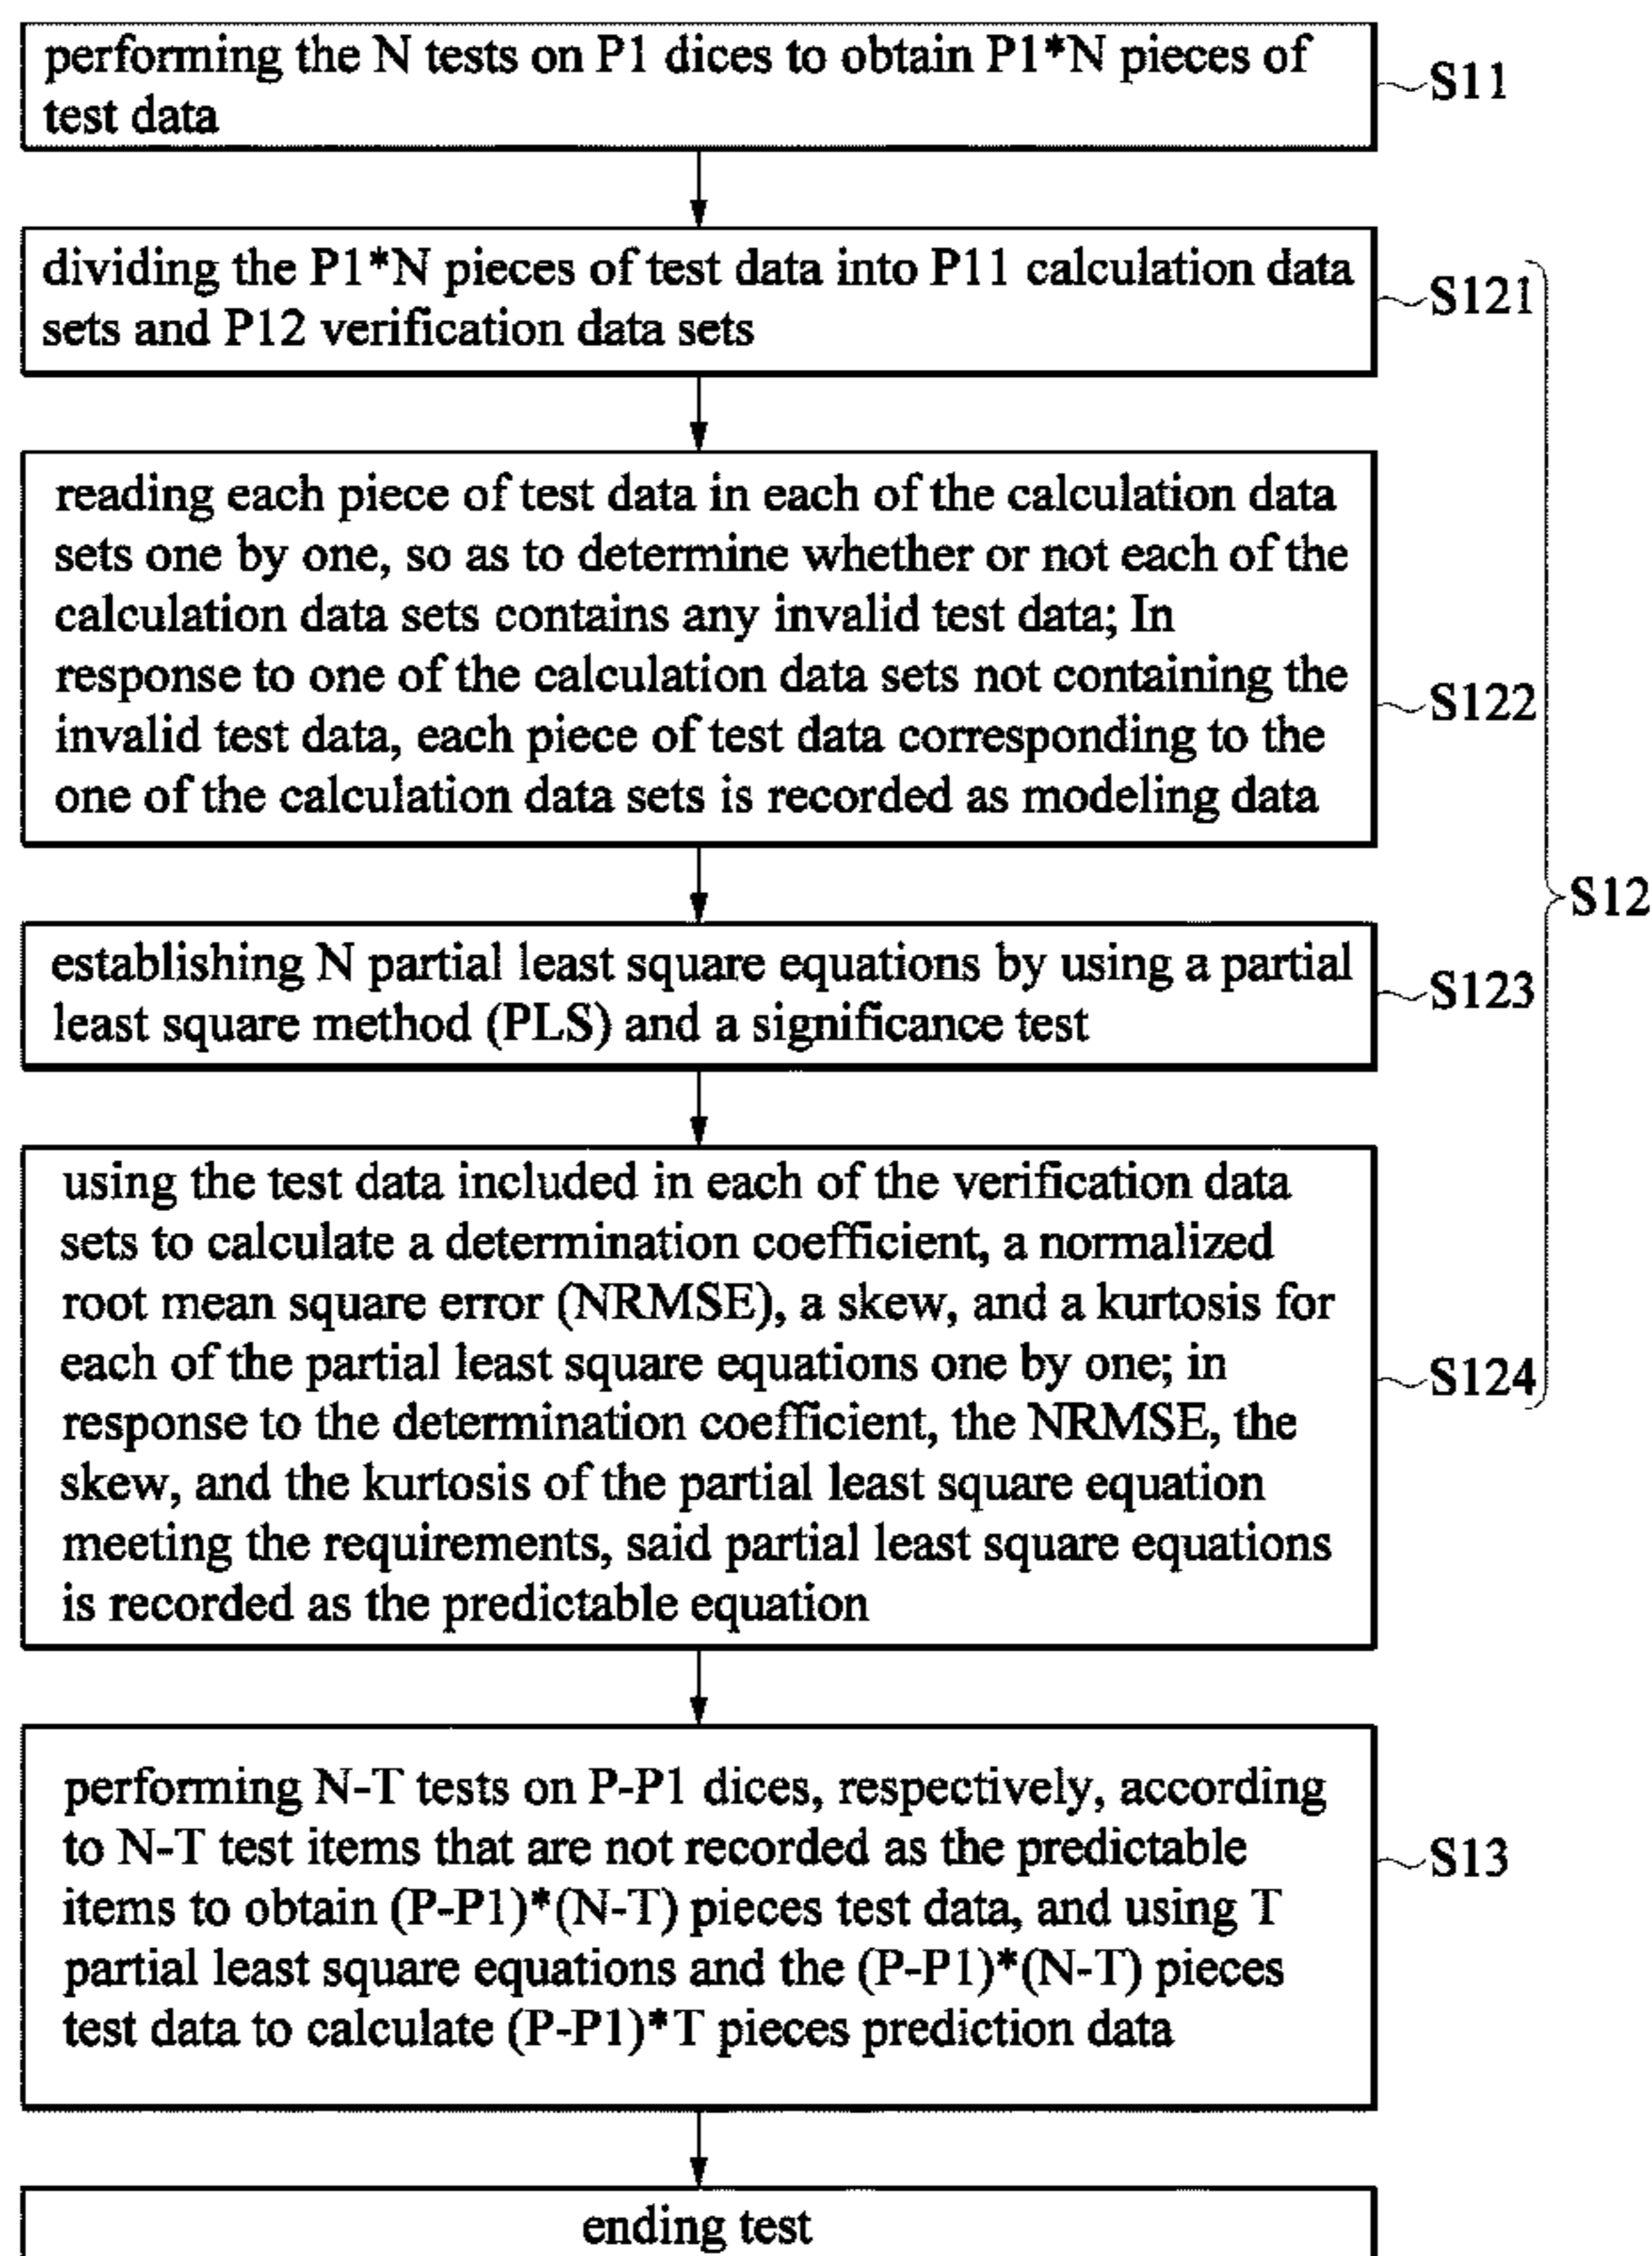 performing the N tests on P1 dices to obtain P1*N pieces of
test data
S11
dividing the P1*N pieces of test data into P11 calculation data
sets and P12 verification data sets
S121
reading each piece of test data in each of the calculation data
sets one by one, so as to determine whether or not each of the
calculation data sets contains any invalid test data; In
response to one of the calculation data sets not containing the
invalid test data, each piece of test data corresponding to the
one of the calculation data sets is recorded as modeling data
S122
S12
establishing N partial least square equations by using a partial
least square method (PLS) and a significance test
S123
using the test data included in each of the verification data
sets to calculate a determination coefficient, a normalized
root mean square error (NRMSE), a skew, and a kurtosis for
each of the partial least square equations one by one; in
response to the determination coefficient, the NRMSE, the
skew, and the kurtosis of the partial least square equation
meeting the requirements, said partial least square equations
is recorded as the predictable equation
S124
performing N-T tests on P-P1 dices, respectively, according
to N-T test items that are not recorded as the predictable
items to obtain (P-P1)*(N-T) pieces test data, and using T
partial least square equations and the (P-P1)*(N-T) pieces
test data to calculate (P-P1)*T pieces prediction data
S13
ending test